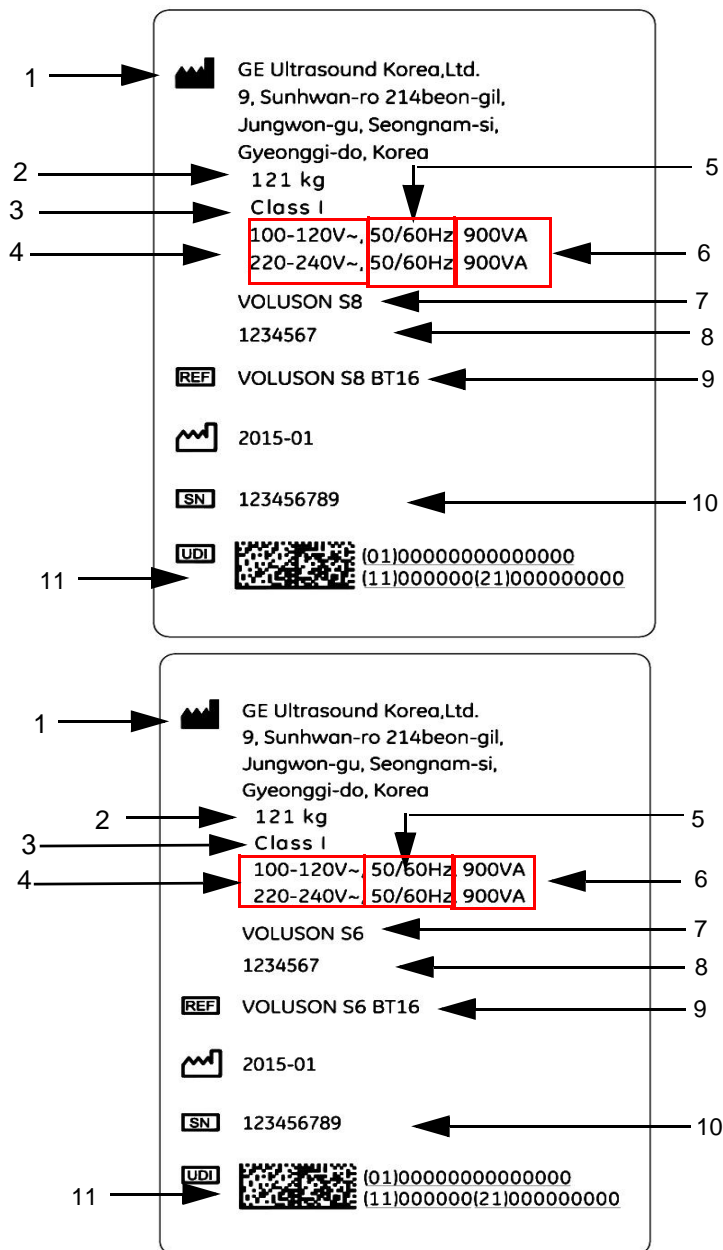 1
GE Ultrasound Korea,Ltd.
9, Sunhwan-ro 214beon-gil,
Jungwon-gu, Seongnam-si,
Gyeonggi-do, Korea
2
121 kg
5
3
Class I
4
100-120V~, 50/60Hz, 900VA
220-240V~, 50/60Hz, 900VA
6
VOLUSON S8
7
1234567
8
REF VOLUSON S8 BT16
9
2015-01
SN 123456789
10
UDI (01)00000000000000
11
(11)000000(21)000000000
1
GE Ultrasound Korea,Ltd.
9, Sunhwan-ro 214beon-gil,
Jungwon-gu, Seongnam-si,
Gyeonggi-do, Korea
2
121 kg
5
3
Class I
4
100-120V~, 50/60Hz, 900VA
220-240V~, 50/60Hz, 900VA
6
VOLUSON S6
7
1234567
8
REF VOLUSON S6 BT16
9
2015-01
SN 123456789
10
UDI (01)00000000000000
11
(11)000000(21)000000000